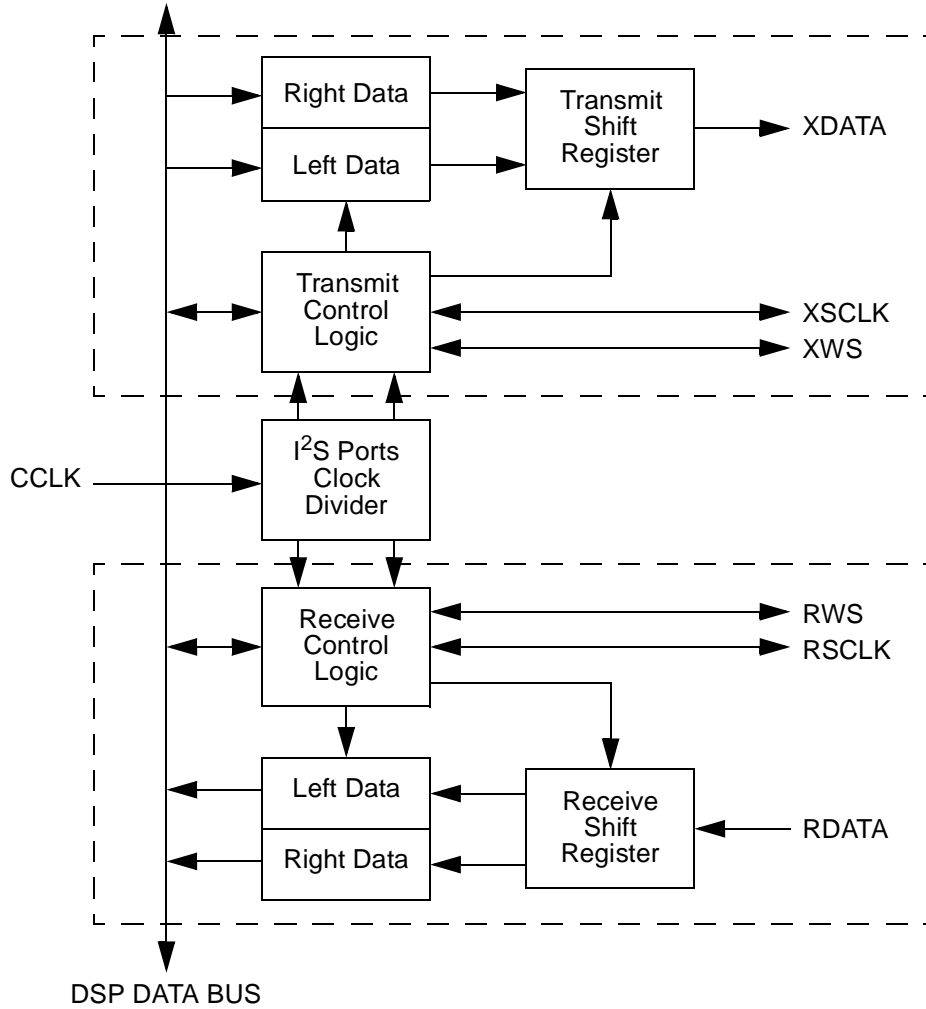 Right Data
Left Data
Transmit
Shift
Register
XDATA
Transmit
Control
Logic
XSCLK
XWS
CCLK
I²S Ports
Clock
Divider
Receive
Control
Logic
RWS
RSCLK
Left Data
Right Data
Receive
Shift
Register
RDATA
DSP DATA BUS